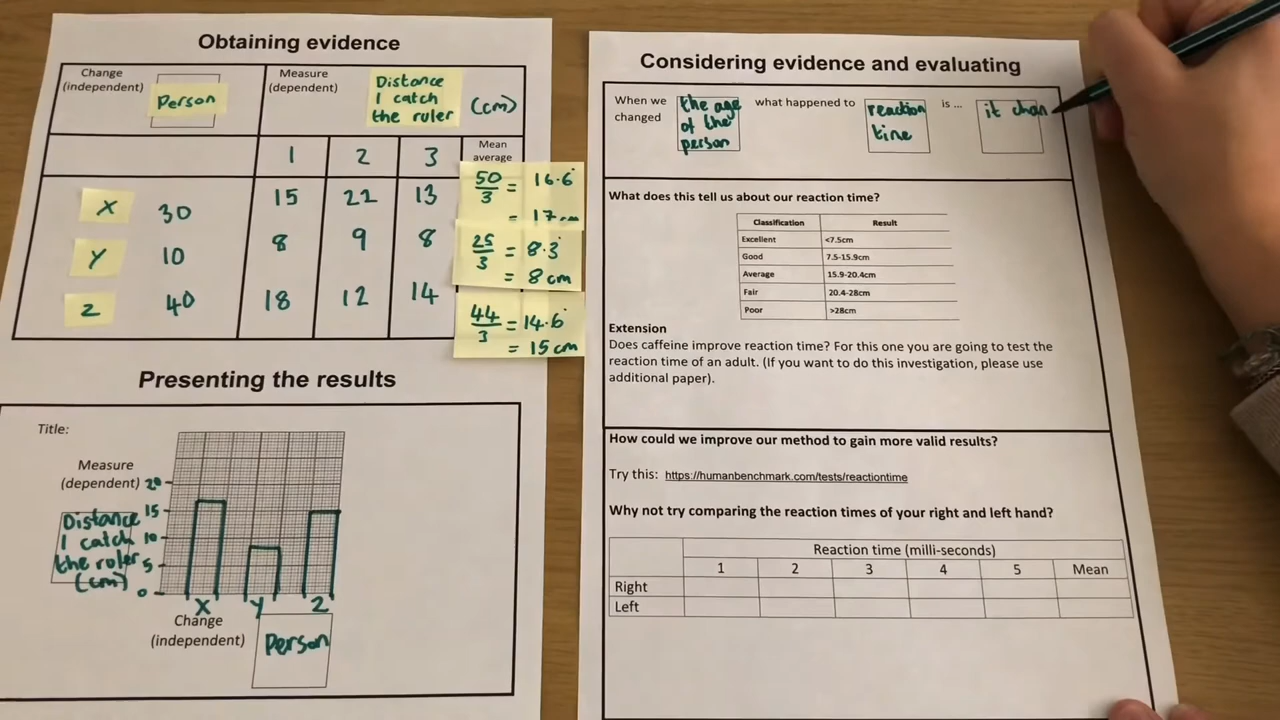 Obtaining evidence
Change
(independent)
Person
Measure
(dependent)
Distance
I catch
the ruler
(cm)
1 2 3 Mean
average
X 30 15 22 13 50/3 = 16.6̇
= 17cm
Y 10 8 9 8 25/3 = 8.3̇
= 8cm
Z 40 18 12 14 44/3 = 14.6̇
= 15cm
Presenting the results
Title:
Measure
(dependent)
Distance
I catch
the ruler
(cm)
20
15
10
5
0
X Y Z
Change
(independent)
Person
Considering evidence and evaluating
When we
changed
the age
of the
person
what happened to
reaction
time
is ...
it chan
What does this tell us about our reaction time?
Classification Result
Excellent <7.5cm
Good 7.5-15.9cm
Average 15.9-20.4cm
Fair 20.4-28cm
Poor >28cm
Extension
Does caffeine improve reaction time? For this one you are going to test the
reaction time of an adult. (If you want to do this investigation, please use
additional paper).
How could we improve our method to gain more valid results?
Try this: https://humanbenchmark.com/tests/reactiontime
Why not try comparing the reaction times of your right and left hand?
Reaction time (milli-seconds)
1 2 3 4 5 Mean
Right
Left